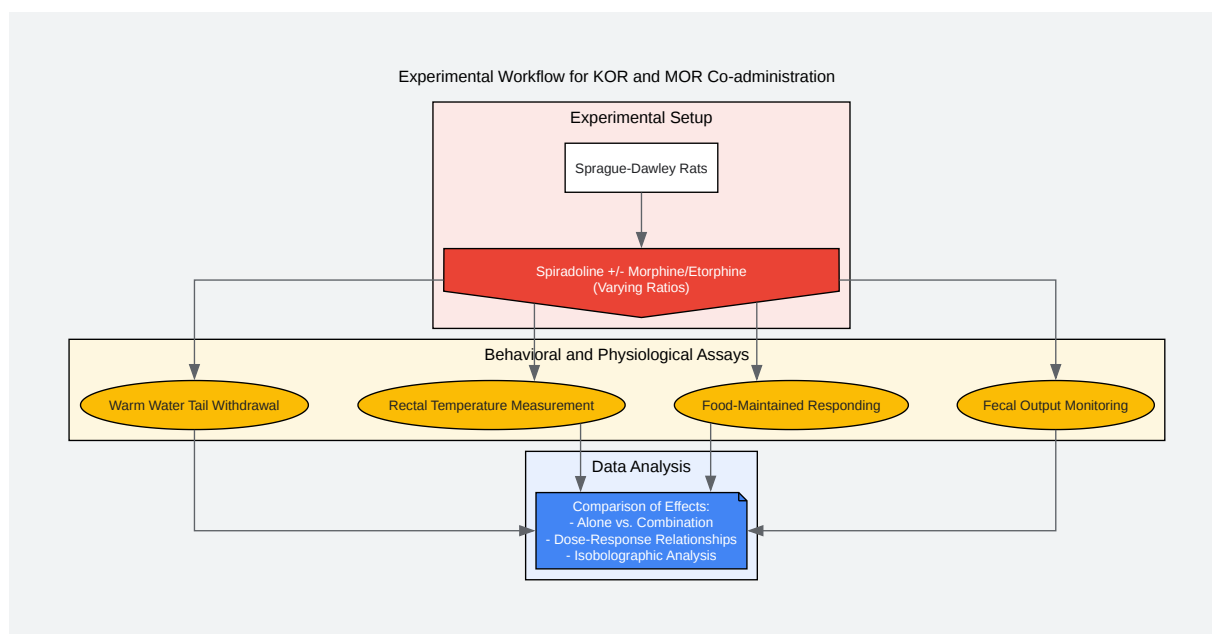 Experimental Workflow for KOR and MOR Co-administration
Experimental Setup
Sprague-Dawley Rats
Spiradoline +/- Morphine/Etorphine
(Varying Ratios)
Behavioral and Physiological Assays
Warm Water Tail Withdrawal
Rectal Temperature Measurement
Food-Maintained Responding
Fecal Output Monitoring
Data Analysis
Comparison of Effects:
- Alone vs. Combination
- Dose-Response Relationships
- Isobolographic Analysis